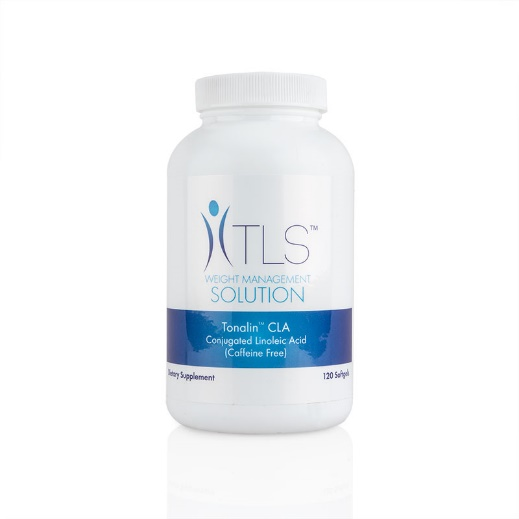 TLS™
WEIGHT MANAGEMENT
SOLUTION
Tonalin™ CLA
Conjugated Linoleic Acid
(Caffeine Free)
Dietary Supplement 120 Softgels